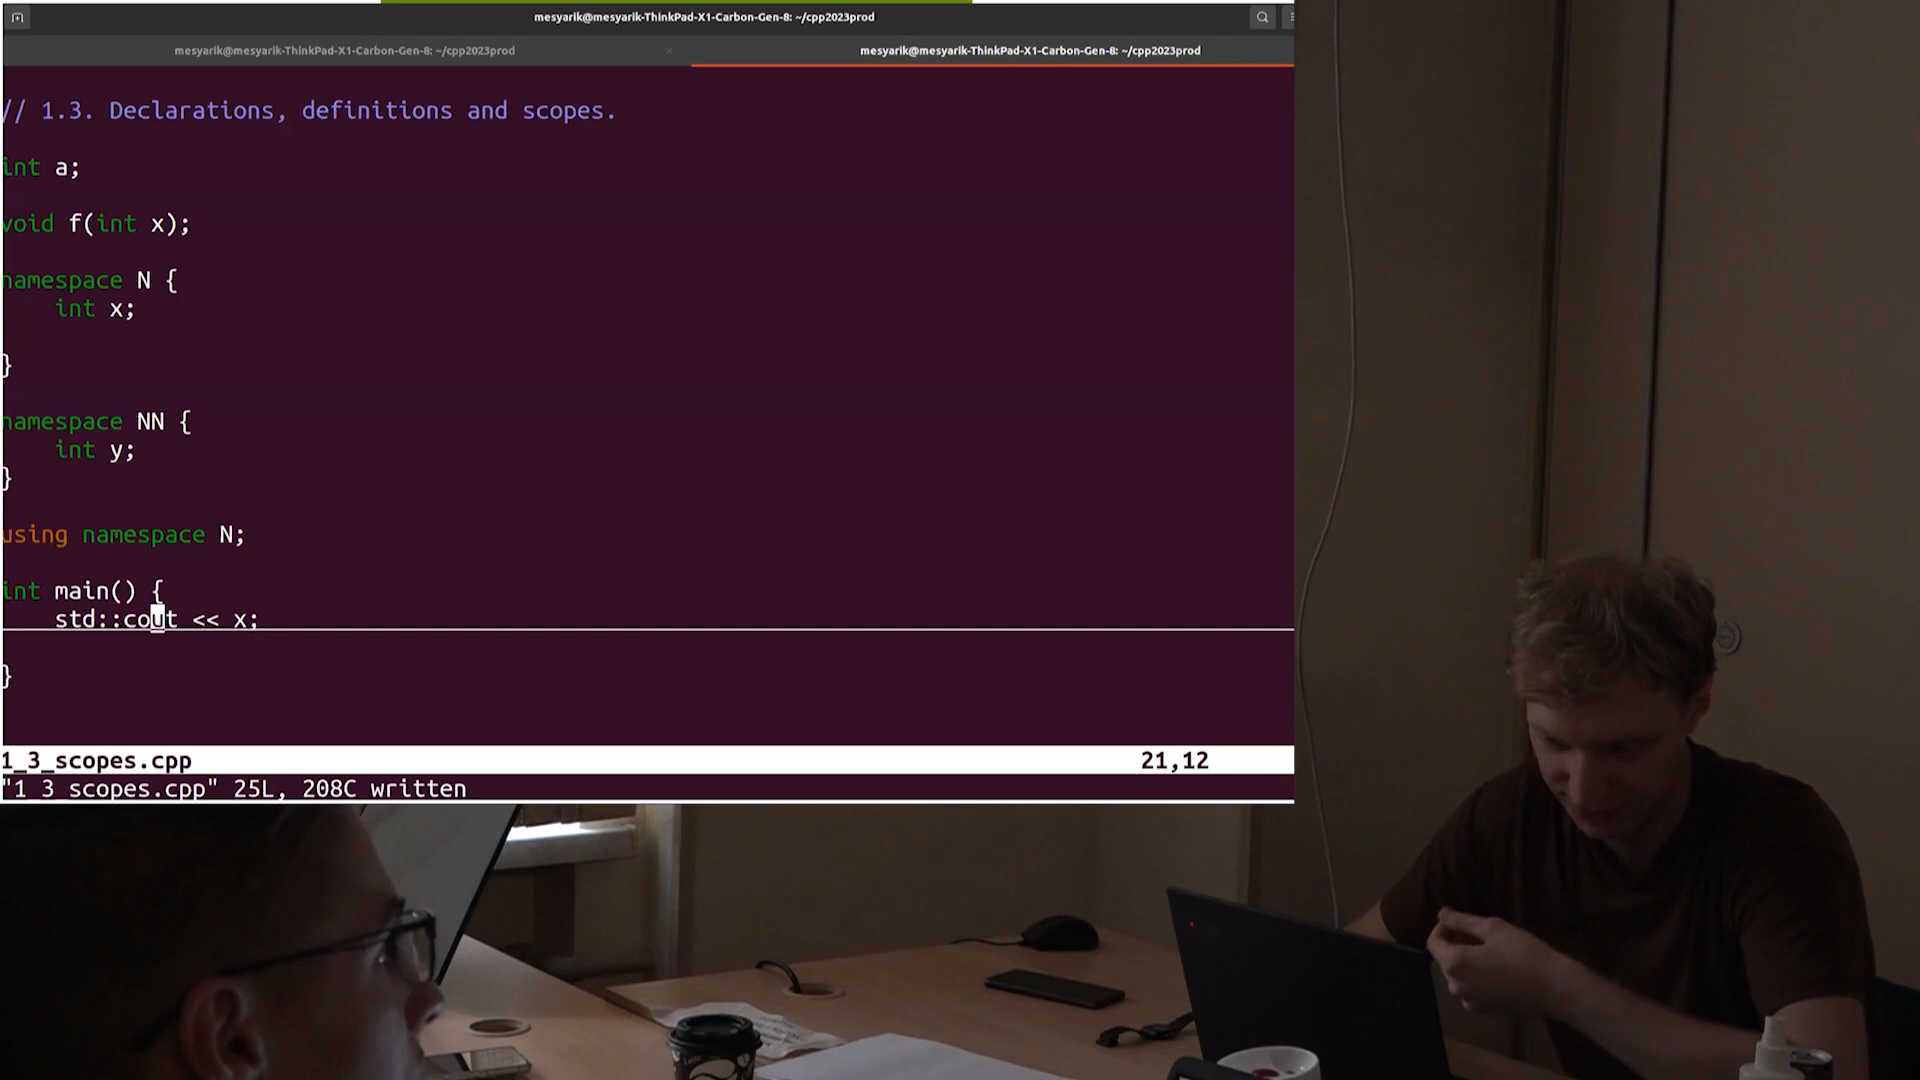 mesyarik@mesyarik-ThinkPad-X1-Carbon-Gen-8: ~/cpp2023prod
mesyarik@mesyarik-ThinkPad-X1-Carbon-Gen-8: ~/cpp2023prod
mesyarik@mesyarik-ThinkPad-X1-Carbon-Gen-8: ~/cpp2023prod
// 1.3. Declarations, definitions and scopes.
int a;
void f(int x);
namespace N {
int x;
}
namespace NN {
int y;
}
using namespace N;
int main() {
std::cout << x;
}
1_3_scopes.cpp 21,12
"1_3_scopes.cpp" 25L, 208C written